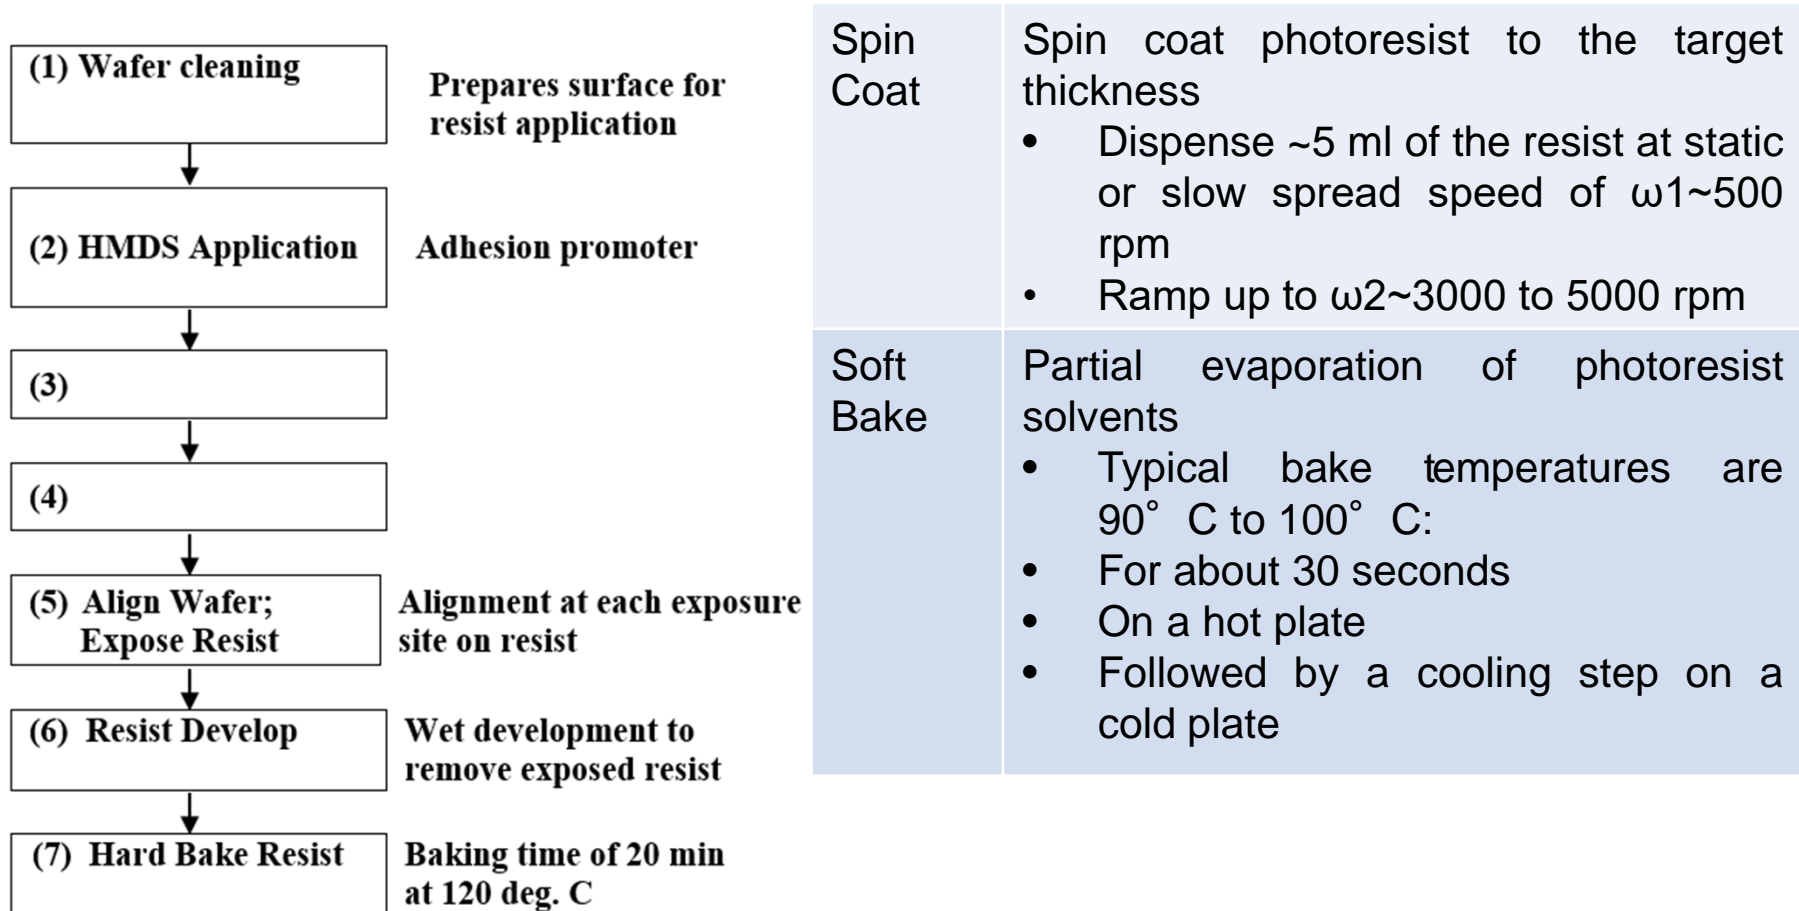 (1) Wafer cleaning
Prepares surface for
resist application
(2) HMDS Application
Adhesion promoter
(3)
(4)
(5) Align Wafer;
Expose Resist
Alignment at each exposure
site on resist
(6) Resist Develop
Wet development to
remove exposed resist
(7) Hard Bake Resist
Baking time of 20 min
at 120 deg. C
Spin
Coat
Spin coat photoresist to the target
thickness
• Dispense ~5 ml of the resist at static
or slow spread speed of ω1~500
rpm
• Ramp up to ω2~3000 to 5000 rpm
Soft
Bake
Partial evaporation of photoresist
solvents
• Typical bake temperatures are
90° C to 100° C:
• For about 30 seconds
• On a hot plate
• Followed by a cooling step on a
cold plate